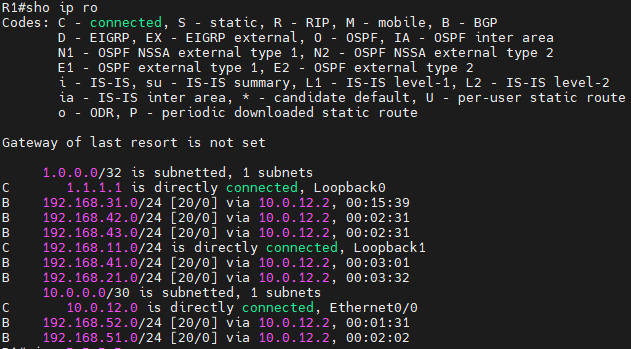 R1#sho ip ro
Codes: C - connected, S - static, R - RIP, M - mobile, B - BGP
       D - EIGRP, EX - EIGRP external, O - OSPF, IA - OSPF inter area
       N1 - OSPF NSSA external type 1, N2 - OSPF NSSA external type 2
       E1 - OSPF external type 1, E2 - OSPF external type 2
       i - IS-IS, su - IS-IS summary, L1 - IS-IS level-1, L2 - IS-IS level-2
       ia - IS-IS inter area, * - candidate default, U - per-user static route
       o - ODR, P - periodic downloaded static route
Gateway of last resort is not set
     1.0.0.0/32 is subnetted, 1 subnets
C       1.1.1.1 is directly connected, Loopback0
B    192.168.31.0/24 [20/0] via 10.0.12.2, 00:15:39
B    192.168.42.0/24 [20/0] via 10.0.12.2, 00:02:31
B    192.168.43.0/24 [20/0] via 10.0.12.2, 00:02:31
C    192.168.11.0/24 is directly connected, Loopback1
B    192.168.41.0/24 [20/0] via 10.0.12.2, 00:03:01
B    192.168.21.0/24 [20/0] via 10.0.12.2, 00:03:32
     10.0.0.0/30 is subnetted, 1 subnets
C       10.0.12.0 is directly connected, Ethernet0/0
B    192.168.52.0/24 [20/0] via 10.0.12.2, 00:01:31
B    192.168.51.0/24 [20/0] via 10.0.12.2, 00:02:02